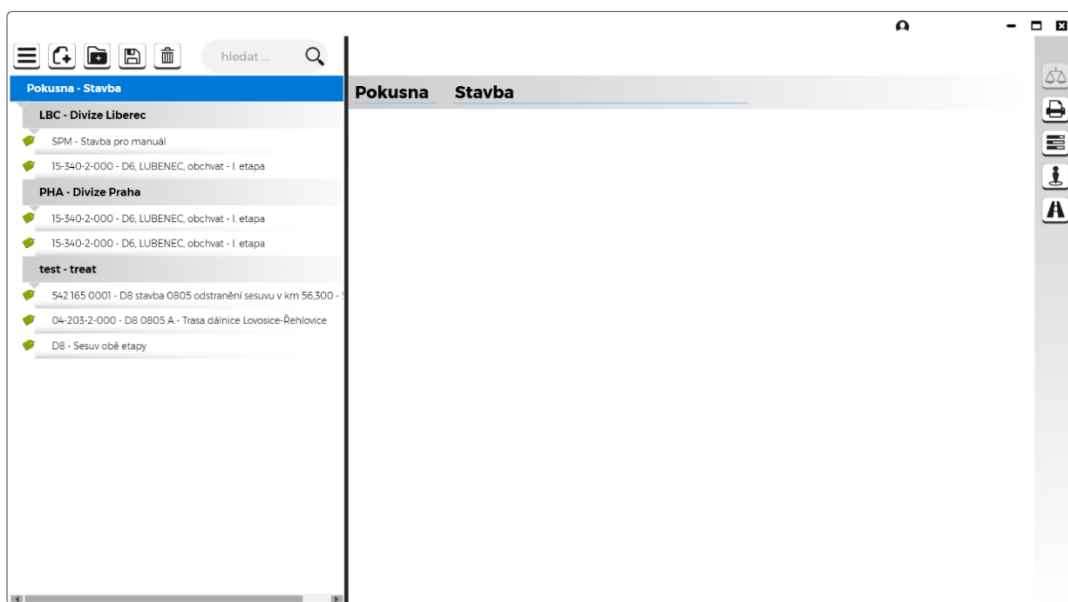 hledat ...
Pokusna - Stavba
Pokusna Stavba
LBC - Divize Liberec
SPM - Stavba pro manuál
15-340-2-000 - D6, LUBENEC, obchvat - I. etapa
PHA - Divize Praha
15-340-2-000 - D6, LUBENEC, obchvat - I. etapa
15-340-2-000 - D6, LUBENEC, obchvat - I. etapa
test - treat
542 165 0001 - D8 stavba 0805 odstranění sesuvu v km 56,300 -
04-203-2-000 - D8 0805 A - Trasa dálnice Lovosice-Řehlovice
D8 - Sesuv obě etapy